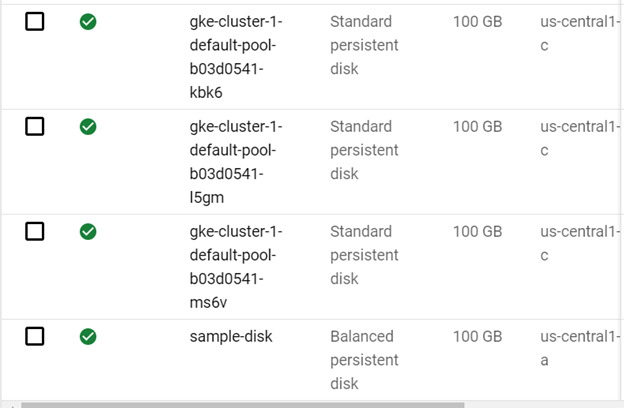 gke-cluster-1- Standard 100 GB us-central1-
default-pool- persistent c
b03d0541- disk
kbk6
gke-cluster-1- Standard 100 GB us-central1-
default-pool- persistent c
b03d0541- disk
l5gm
gke-cluster-1- Standard 100 GB us-central1-
default-pool- persistent c
b03d0541- disk
ms6v
sample-disk Balanced 100 GB us-central1-
persistent a
disk